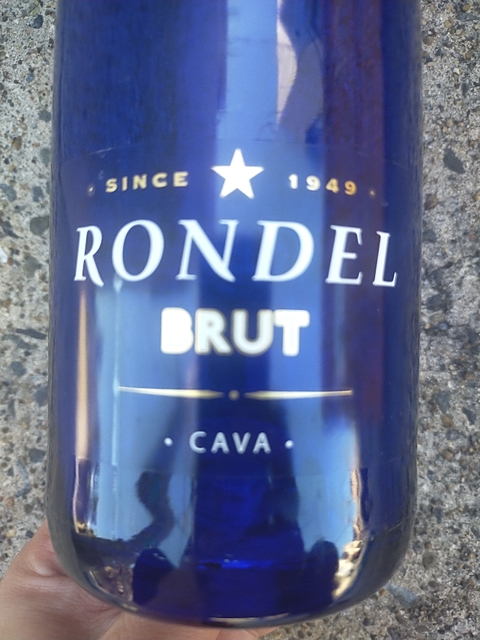 SINCE ★ 1949
RONDEL
BRUT
· CAVA ·